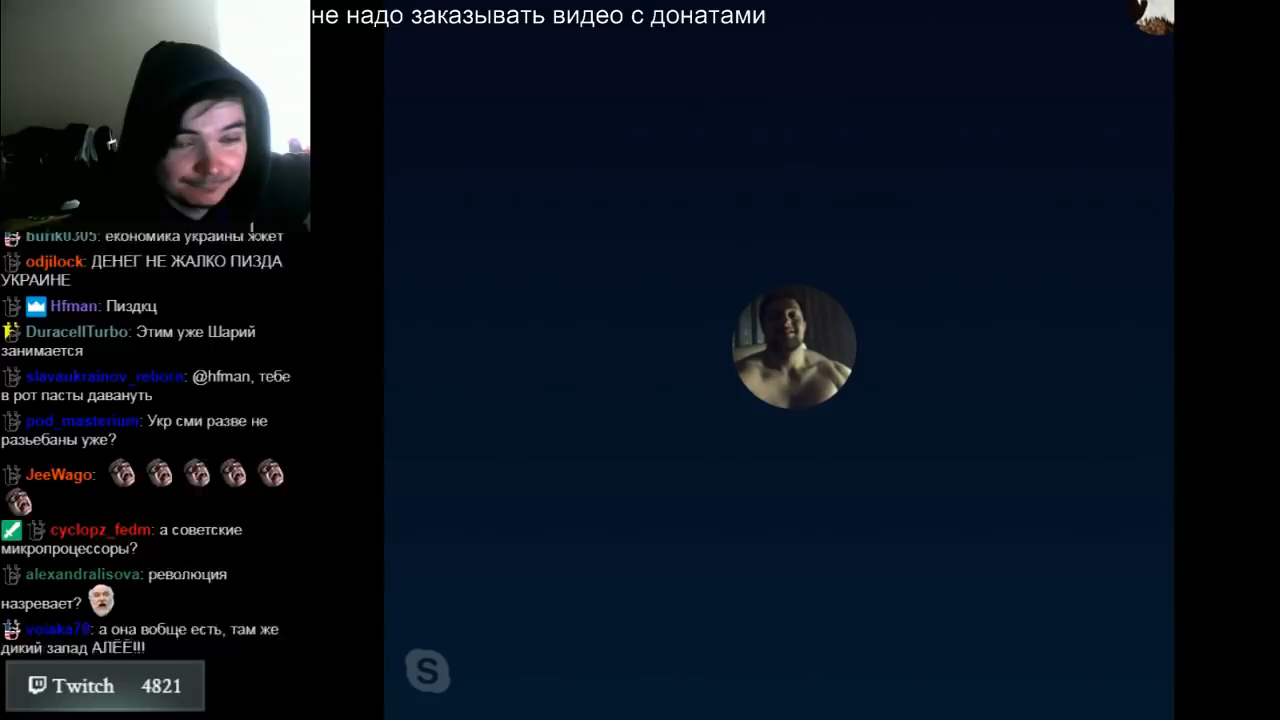 не надо заказывать видео с донатами
burik0305: економика украины жжет
odjilock: ДЕНЕГ НЕ ЖАЛКО ПИЗДА
УКРАИНЕ
Hfman: Пиздкц
DuracellTurbo: Этим уже Шарий
занимается
slavaukrainov_reborn: @hfman, тебе
в рот пасты давануть
pod_masterium: Укр сми разве не
разьебаны уже?
JeeWago:
cyclopz_fedm: а советские
микропроцессоры?
alexandralisova: революция
назревает?
voiaka78: а она вобще есть, там же
дикий запад АЛЁЁ!!!
Twitch 4821
S